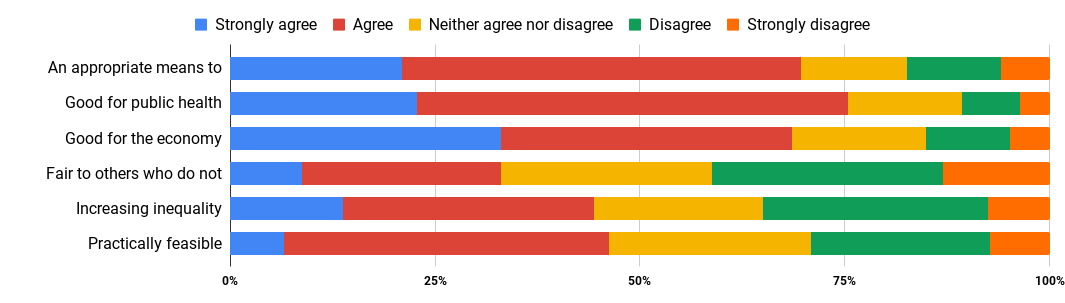 Strongly agree Agree Neither agree nor disagree Disagree Strongly disagree
An appropriate means to
Good for public health
Good for the economy
Fair to others who do not
Increasing inequality
Practically feasible
0% 25% 50% 75% 100%